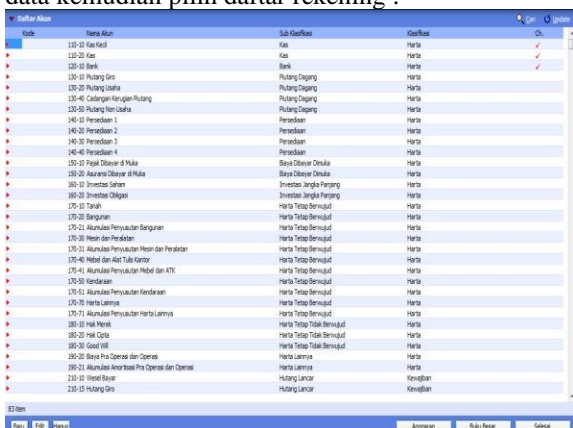 data kemudian pilih daftar rekening :
Daftar Akun Cari Update
Kode Nama Akun Sub Klasifikasi Klasifikasi Ch.
110-10 Kas Kecil Kas Harta
110-20 Kas Kas Harta
120-10 Bank Bank Harta
130-10 Piutang Giro Piutang Dagang Harta
130-20 Piutang Usaha Piutang Dagang Harta
130-40 Cadangan Kerugian Piutang Piutang Dagang Harta
130-50 Piutang Non Usaha Piutang Dagang Harta
140-10 Persediaan 1 Persediaan Harta
140-20 Persediaan 2 Persediaan Harta
140-30 Persediaan 3 Persediaan Harta
140-40 Persediaan 4 Persediaan Harta
150-10 Pajak Dibayar di Muka Biaya Dibayar Dimuka Harta
150-20 Asuransi Dibayar di Muka Biaya Dibayar Dimuka Harta
160-10 Investasi Saham Investasi Jangka Panjang Harta
160-20 Investasi Obligasi Investasi Jangka Panjang Harta
170-10 Tanah Harta Tetap Berwujud Harta
170-20 Bangunan Harta Tetap Berwujud Harta
170-21 Akumulasi Penyusutan Bangunan Harta Tetap Berwujud Harta
170-30 Mesin dan Peralatan Harta Tetap Berwujud Harta
170-31 Akumulasi Penyusutan Mesin dan Peralatan Harta Tetap Berwujud Harta
170-40 Mebel dan Alat Tulis Kantor Harta Tetap Berwujud Harta
170-41 Akumulasi Penyusutan Mebel dan ATK Harta Tetap Berwujud Harta
170-50 Kendaraan Harta Tetap Berwujud Harta
170-51 Akumulasi Penyusutan Kendaraan Harta Tetap Berwujud Harta
170-70 Harta Lainnya Harta Tetap Berwujud Harta
170-71 Akumulasi Penyusutan Harta Lainnya Harta Tetap Berwujud Harta
180-10 Hak Merek Harta Tetap Tidak Berwujud Harta
180-20 Hak Cipta Harta Tetap Tidak Berwujud Harta
180-30 Good Will Harta Tetap Tidak Berwujud Harta
190-20 Biaya Pra Operasi dan Operasi Harta Lainnya Harta
190-21 Akumulasi Amortisasi Pra Operasi dan Operasi Harta Lainnya Harta
210-10 Wesel Bayar Hutang Lancar Kewajiban
210-15 Hutang Giro Hutang Lancar Kewajiban
83 item
Baru Edit Hapus Anggaran Buku Besar Selesai